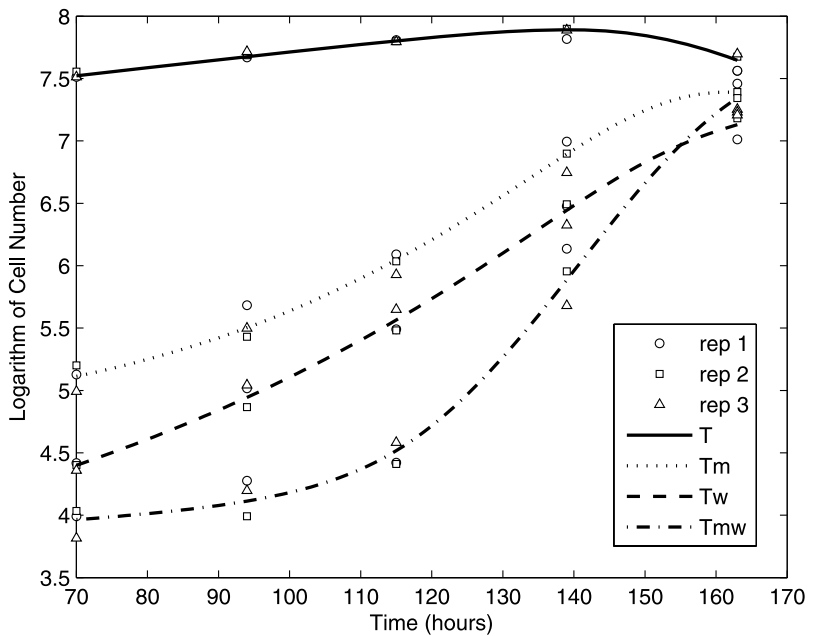 8
7.5
7
6.5
6
5.5
5
4.5
4
3.5
Logarithm of Cell Number
rep 1
rep 2
rep 3
T
Tm
Tw
Tmw
70 80 90 100 110 120 130 140 150 160 170
Time (hours)